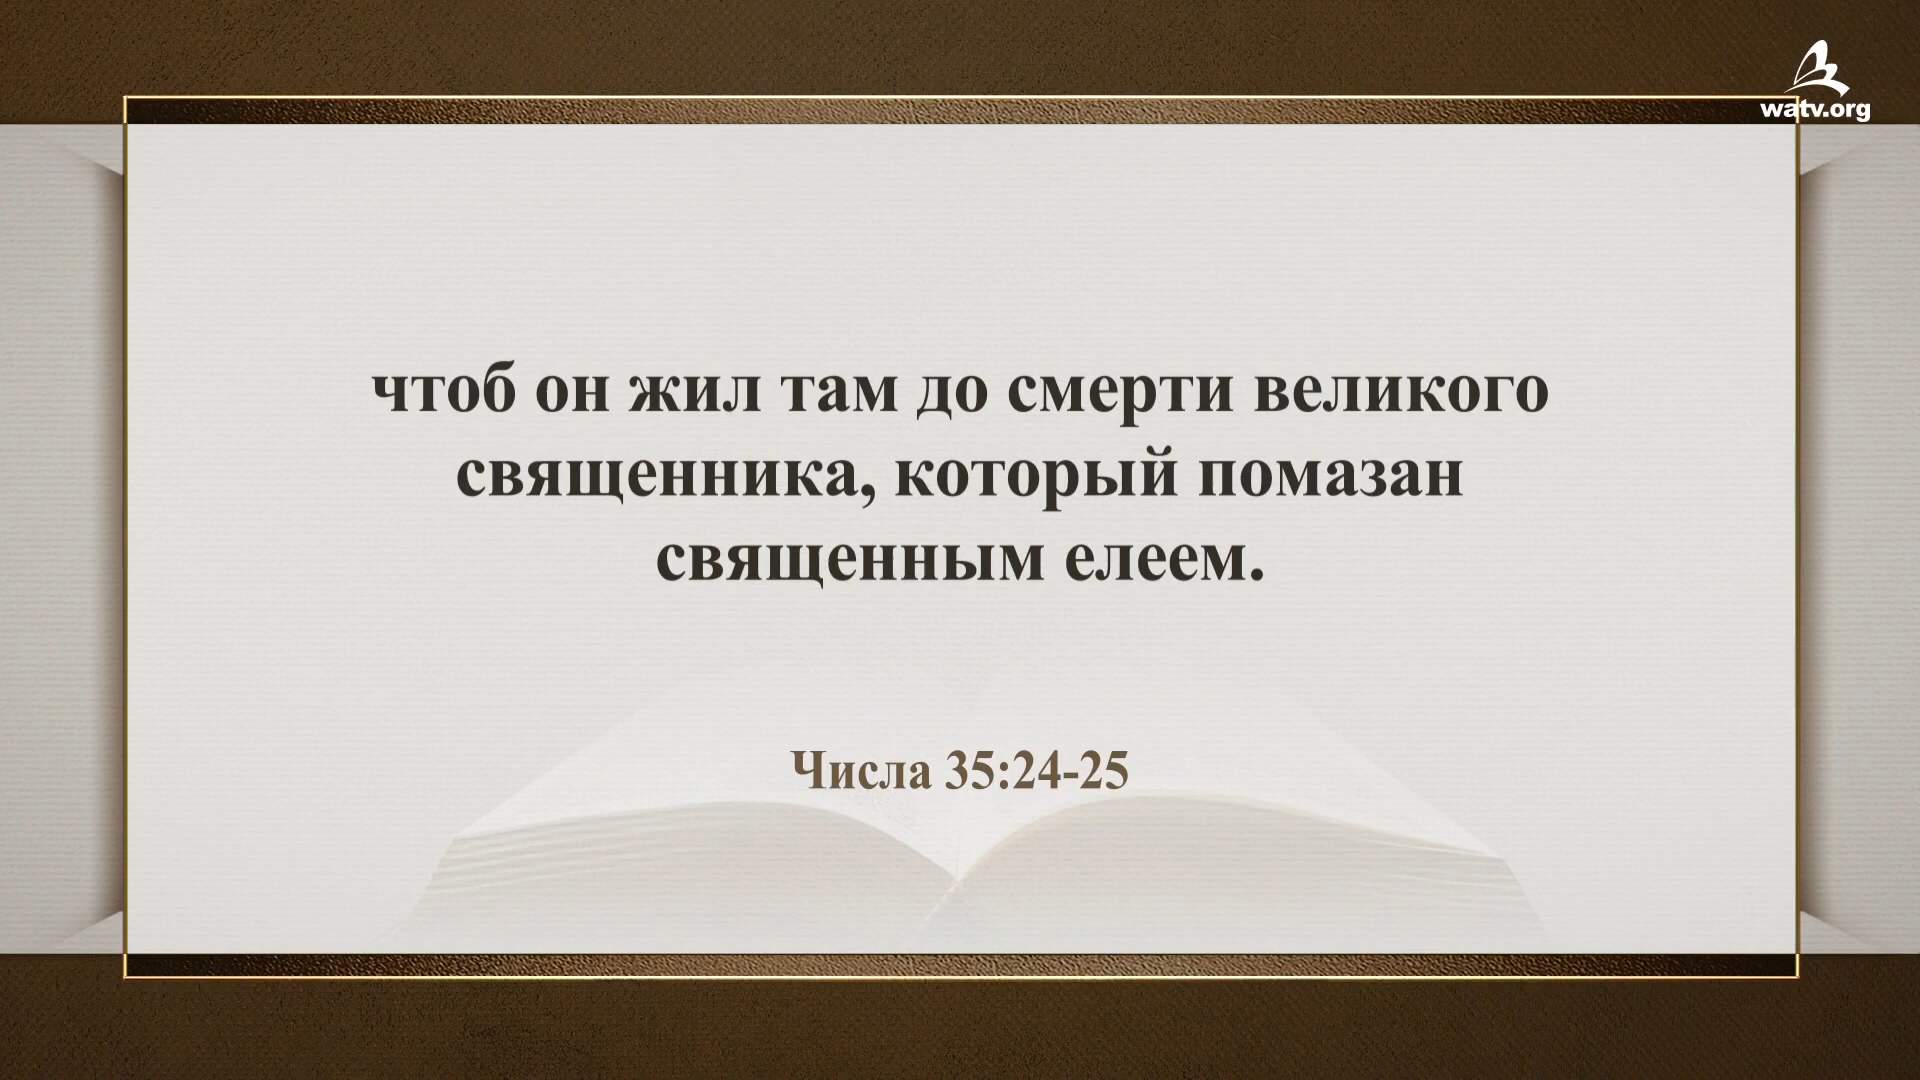 watv.org
чтоб он жил там до смерти великого
священника, который помазан
священным елеем.
Числа 35:24-25